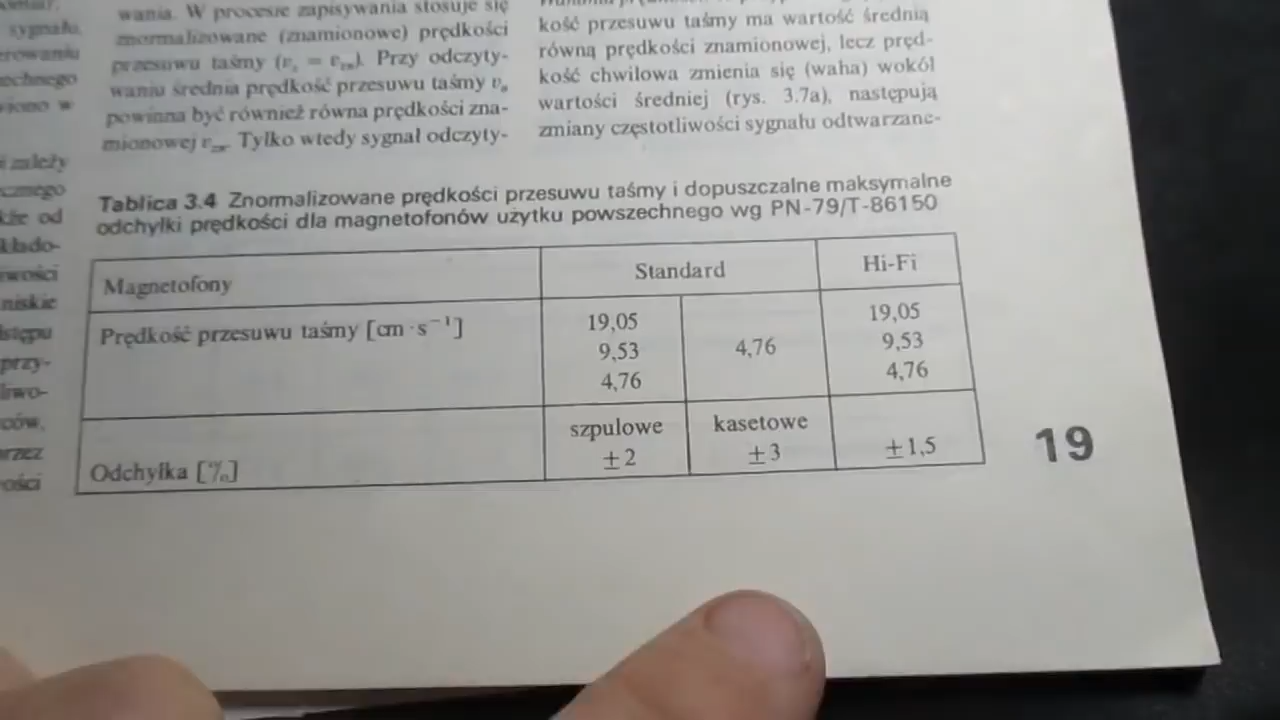 sygnału,
wania. W procesie zapisywania stosuje się
znormalizowane (znamionowe) prędkości
przesuwu taśmy
Przy odczyty-
waniu średnia prędkość przesuwu taśmy
powinna być również równa prędkości zna-
mionowej
Tylko wtedy sygnał odczyty-
kość przesuwu taśmy ma wartość średnią
równą prędkości znamionowej, lecz pręd-
kość chwilowa zmienia się (waha) wokół
wartości średniej (rys. 3.7a), następują
zmiany częstotliwości sygnału odtwarzane-
Tablica 3.4 Znormalizowane prędkości przesuwu taśmy i dopuszczalne maksymalne
odchyłki prędkości dla magnetofonów użytku powszechnego wg PN-79/T-86150
Magnetofony Standard Hi-Fi
Prędkość przesuwu taśmy [cm · s⁻¹]
19,05
9,53
4,76
4,76
19,05
9,53
4,76
Odchyłka [%]
szpulowe
±2
kasetowe
±3
±1,5
19